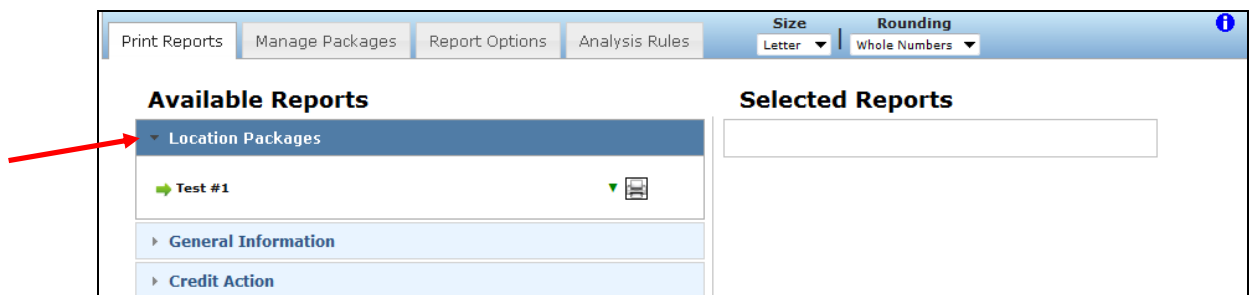 Size Rounding
Print Reports Manage Packages Report Options Analysis Rules Letter Whole Numbers
Available Reports Selected Reports
Location Packages
Test #1
General Information
Credit Action